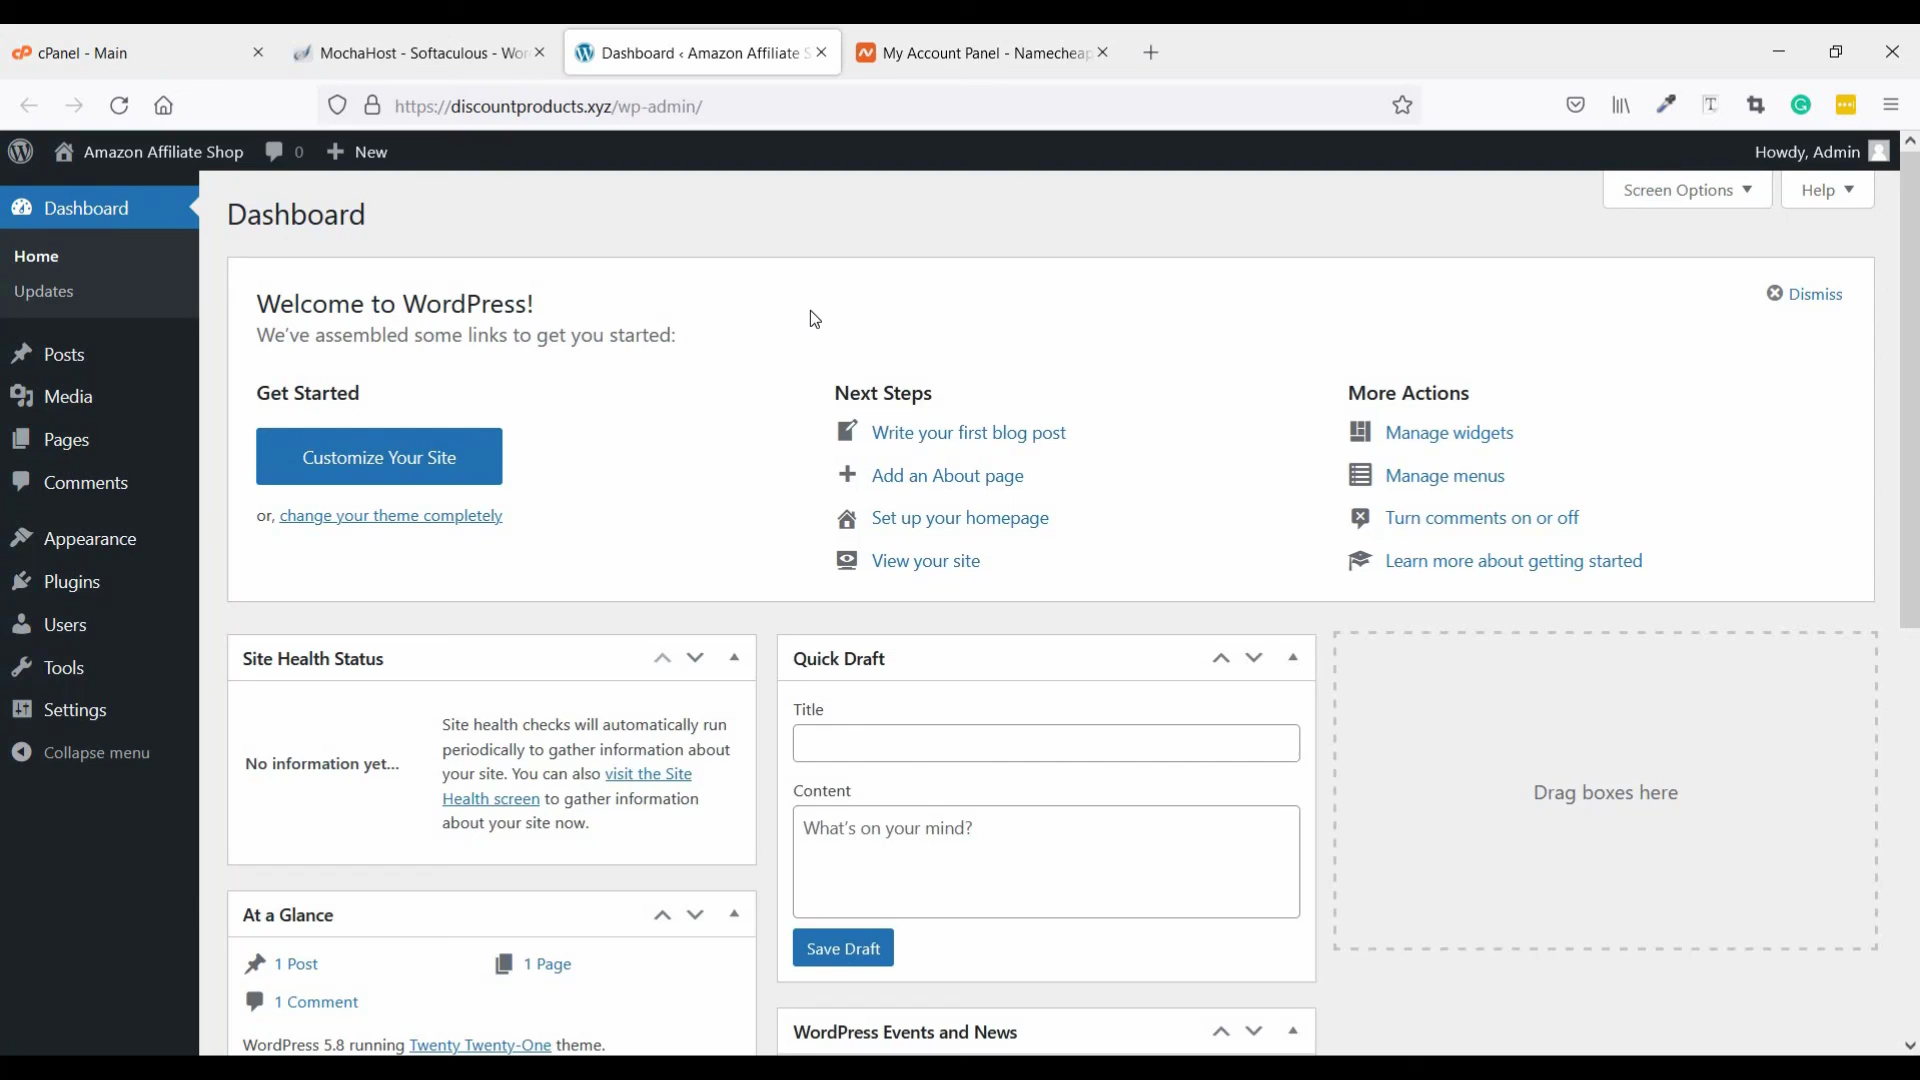 cPanel - Main
MochaHost - Softaculous - Wor
Dashboard ‹ Amazon Affiliate S
My Account Panel - Namecheap
https://discountproducts.xyz/wp-admin/
Amazon Affiliate Shop
0
New
Howdy, Admin
Dashboard
Home
Updates
Posts
Media
Pages
Comments
Appearance
Plugins
Users
Tools
Settings
Collapse menu
Screen Options
Help
Dashboard
Welcome to WordPress!
We've assembled some links to get you started:
Dismiss
Get Started
Customize Your Site
or, change your theme completely
Next Steps
Write your first blog post
Add an About page
Set up your homepage
View your site
More Actions
Manage widgets
Manage menus
Turn comments on or off
Learn more about getting started
Site Health Status
No information yet...
Site health checks will automatically run
periodically to gather information about
your site. You can also visit the Site
Health screen to gather information
about your site now.
At a Glance
1 Post
1 Page
1 Comment
WordPress 5.8 running Twenty Twenty-One theme.
Quick Draft
Title
Content
What's on your mind?
Save Draft
WordPress Events and News
Drag boxes here